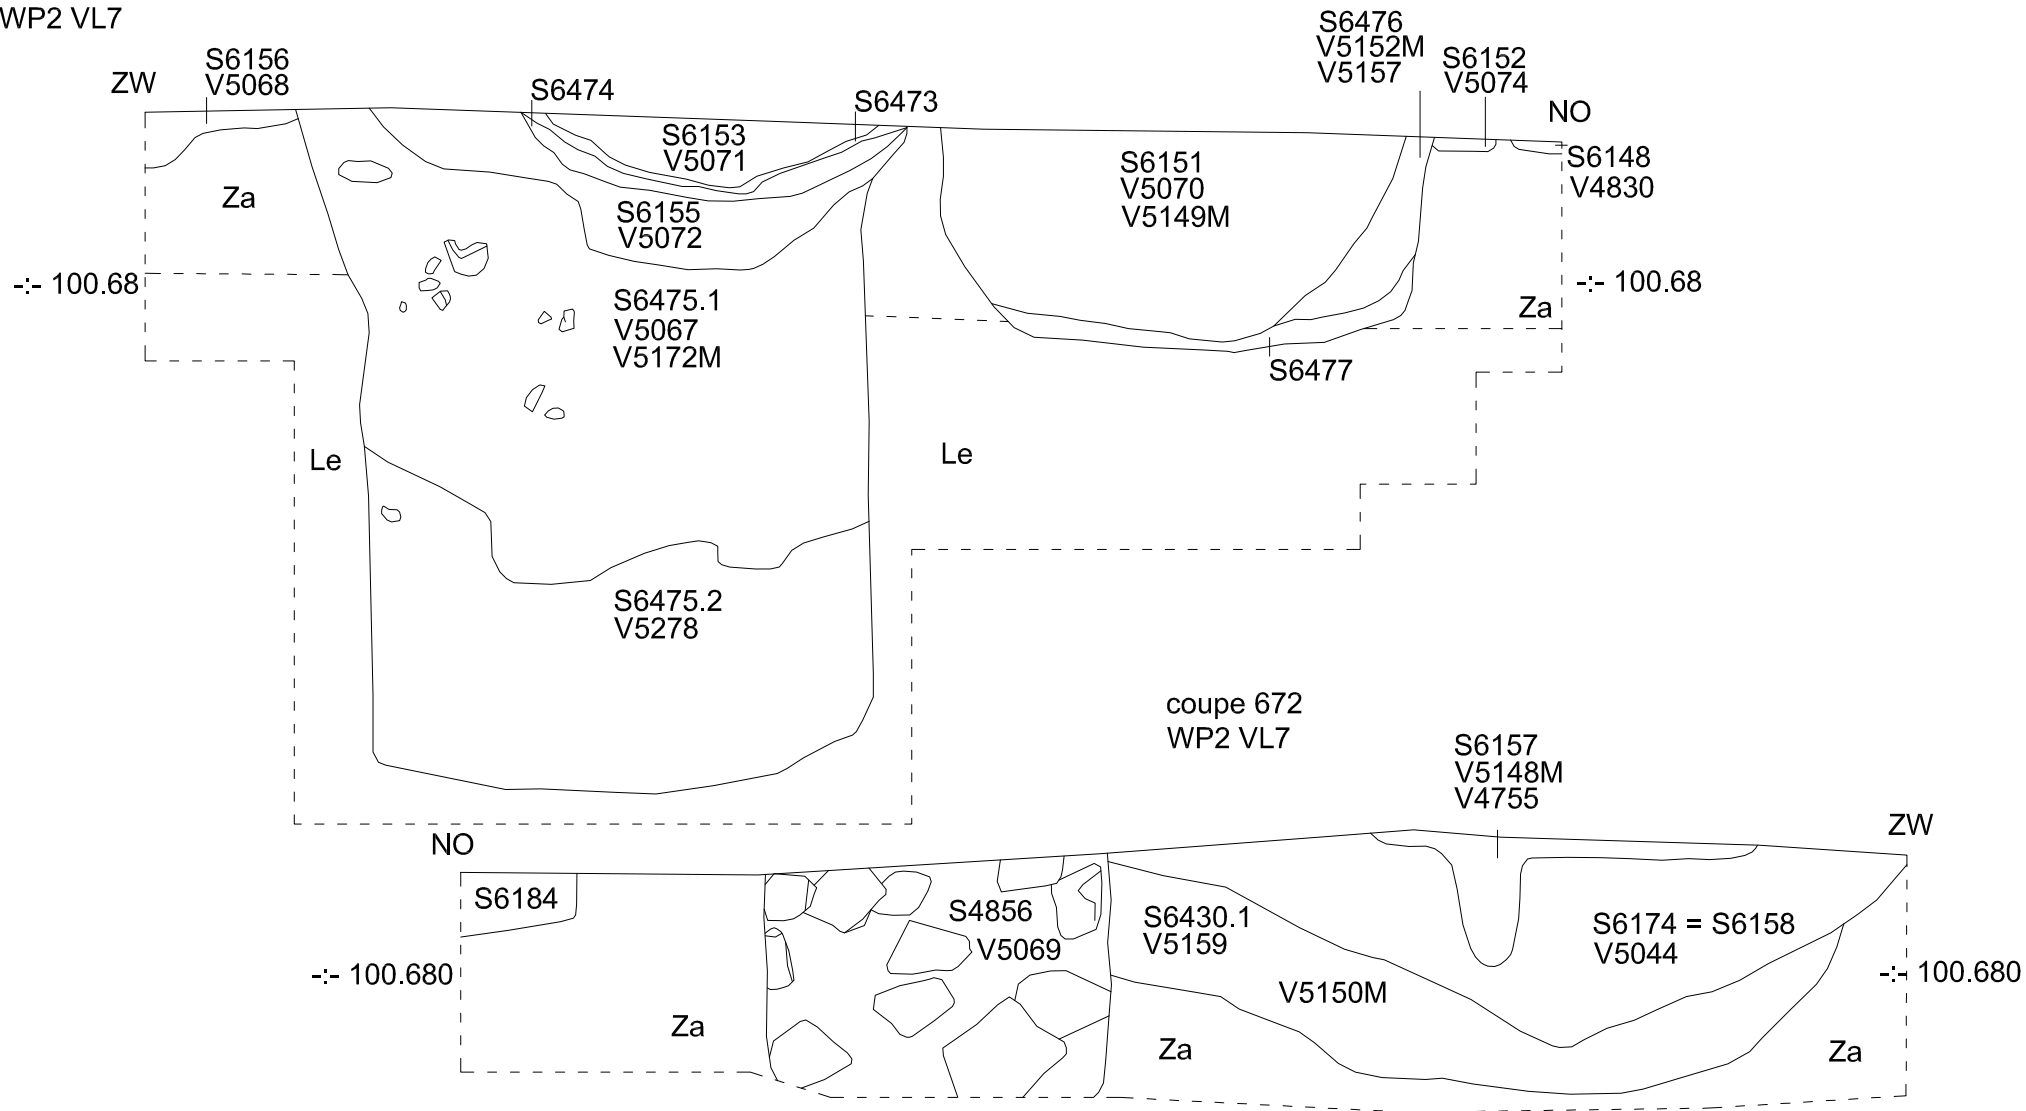 WP2 VL7
ZW
S6156
V5068
S6474
S6153
V5071
S6473
S6476
V5152M
V5157
S6152
V5074
NO
S6148
V4830
Za
S6155
V5072
S6151
V5070
V5149M
-:- 100.68
S6475.1
V5067
V5172M
-:- 100.68
Za
S6477
Le
Le
S6475.2
V5278
coupe 672
WP2 VL7
NO
S6157
V5148M
V4755
ZW
S6184
S4856
V5069
S6430.1
V5159
S6174 = S6158
V5044
-:- 100.680
V5150M
-:- 100.680
Za
Za
Za